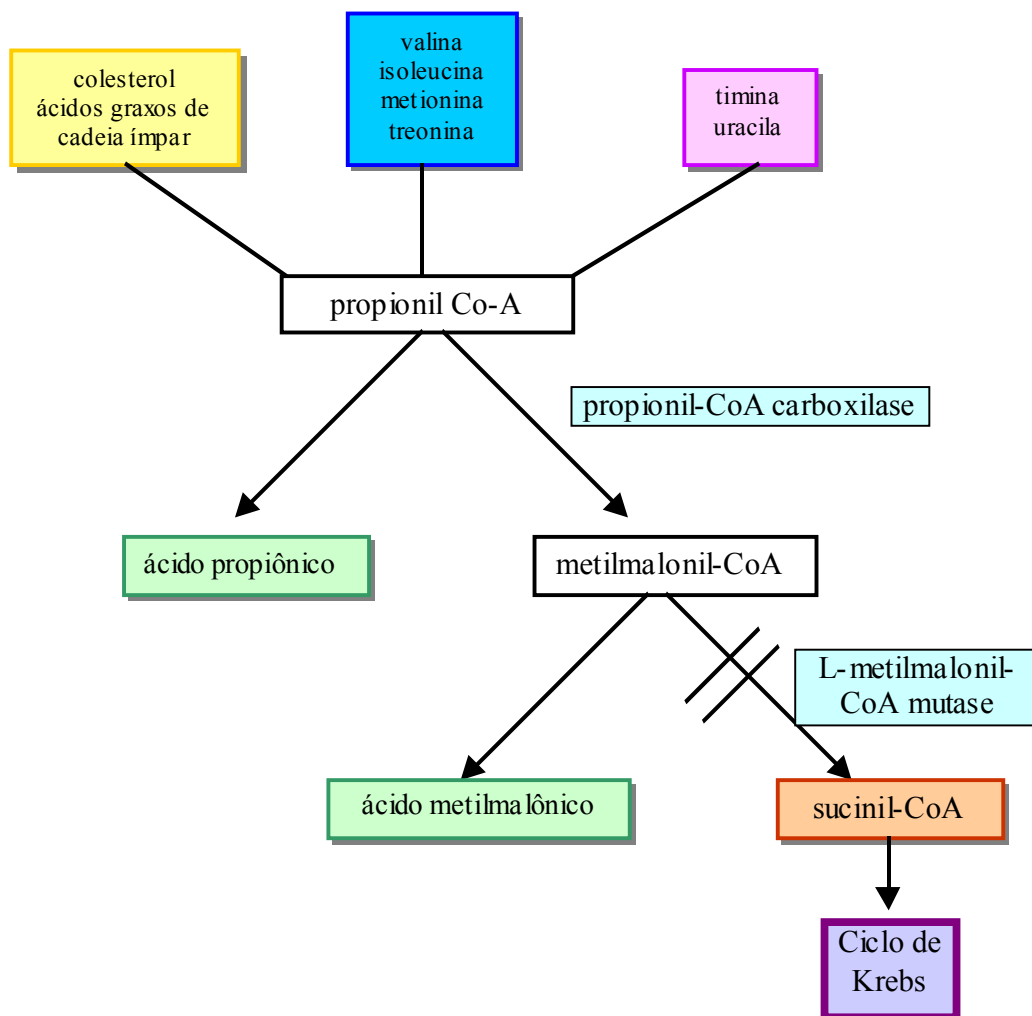 colesterol
ácidos graxos de
cadeia ímpar
valina
isoleucina
metionina
treonina
timina
uracila
propionil Co-A
propionil-CoA carboxilase
ácido propiônico
metilmalonil-CoA
L-metilmalonil-
CoA mutase
ácido metilmalônico
sucinil-CoA
Ciclo de
Krebs